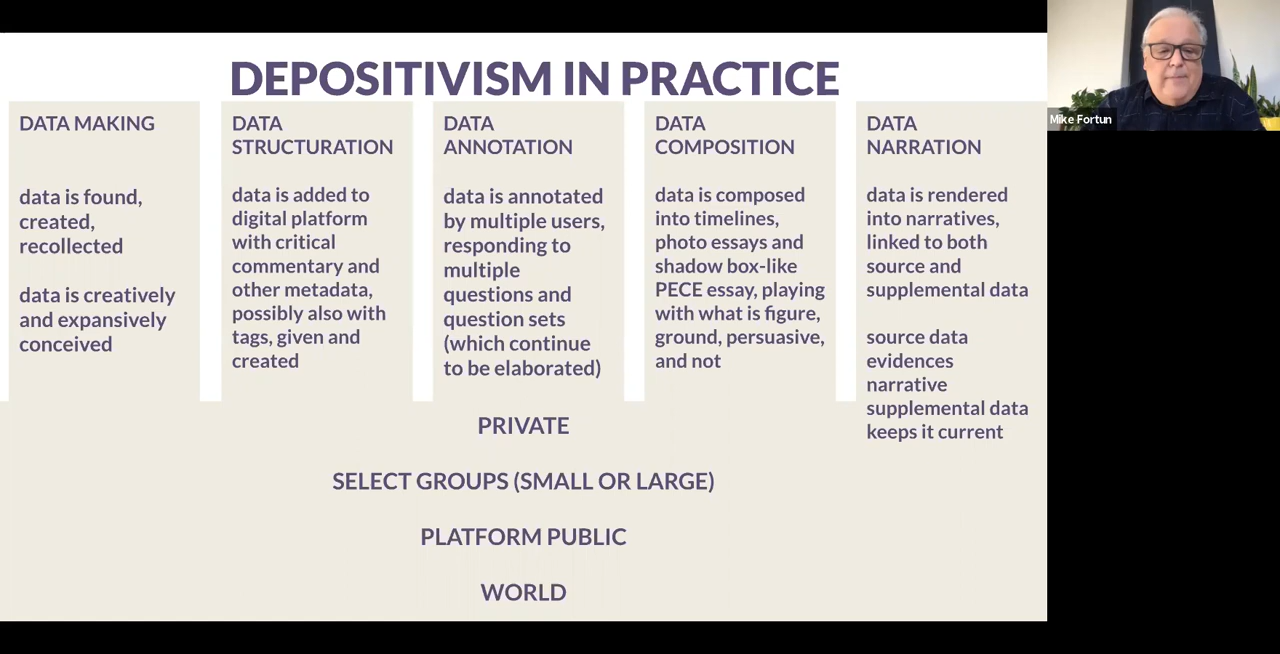 DEPOSITIVISM IN PRACTICE
DATA MAKING
data is found,
created,
recollected
data is creatively
and expansively
conceived
DATA
STRUCTURATION
data is added to
digital platform
with critical
commentary and
other metadata,
possibly also with
tags, given and
created
DATA
ANNOTATION
data is annotated
by multiple users,
responding to
multiple
questions and
question sets
(which continue
to be elaborated)
DATA
COMPOSITION
data is composed
into timelines,
photo essays and
shadow box-like
PECE essay, playing
with what is figure,
ground, persuasive,
and not
DATA
NARRATION
data is rendered
into narratives,
linked to both
source and
supplemental data
source data
evidences
narrative
supplemental data
keeps it current
PRIVATE
SELECT GROUPS (SMALL OR LARGE)
PLATFORM PUBLIC
WORLD
Mike Fortun